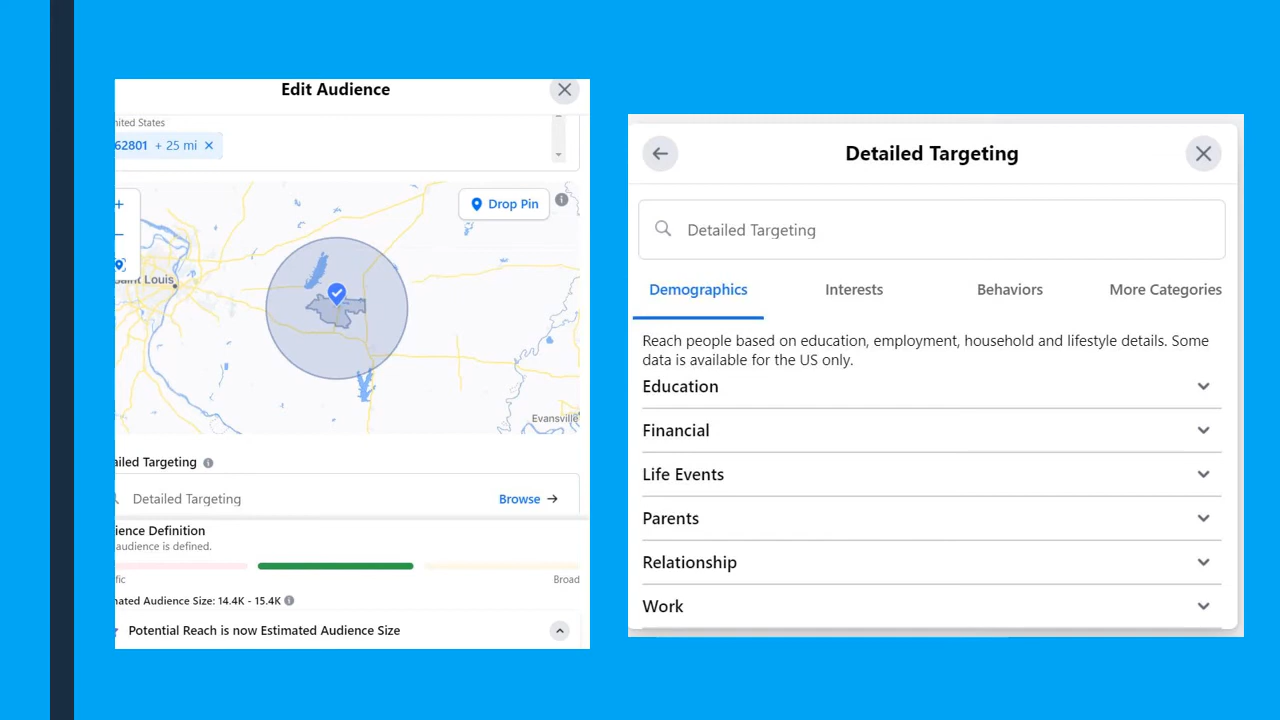 Edit Audience
nited States
62801 + 25 mi
Drop Pin
aint Louis
Evansville
ailed Targeting
Detailed Targeting
Browse
ience Definition
audience is defined.
fic
Broad
nated Audience Size: 14.4K - 15.4K
Potential Reach is now Estimated Audience Size
Detailed Targeting
Detailed Targeting
Demographics Interests Behaviors More Categories
Reach people based on education, employment, household and lifestyle details. Some
data is available for the US only.
Education
Financial
Life Events
Parents
Relationship
Work